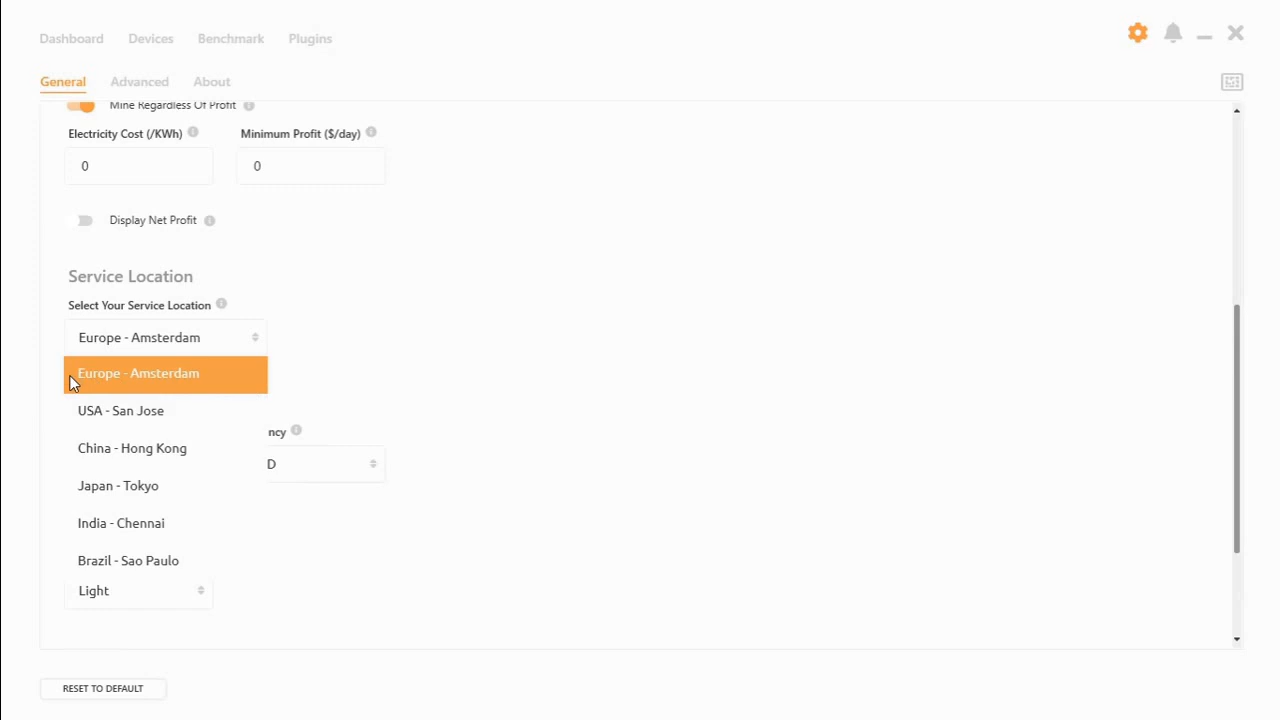 Dashboard Devices Benchmark Plugins
General Advanced About
Mine Regardless Of Profit
Electricity Cost (/KWh) Minimum Profit ($/day)
0 0
Display Net Profit
Service Location
Select Your Service Location
Europe - Amsterdam
Europe - Amsterdam
USA - San Jose
ncy
China - Hong Kong
D
Japan - Tokyo
India - Chennai
Brazil - Sao Paulo
Light
RESET TO DEFAULT